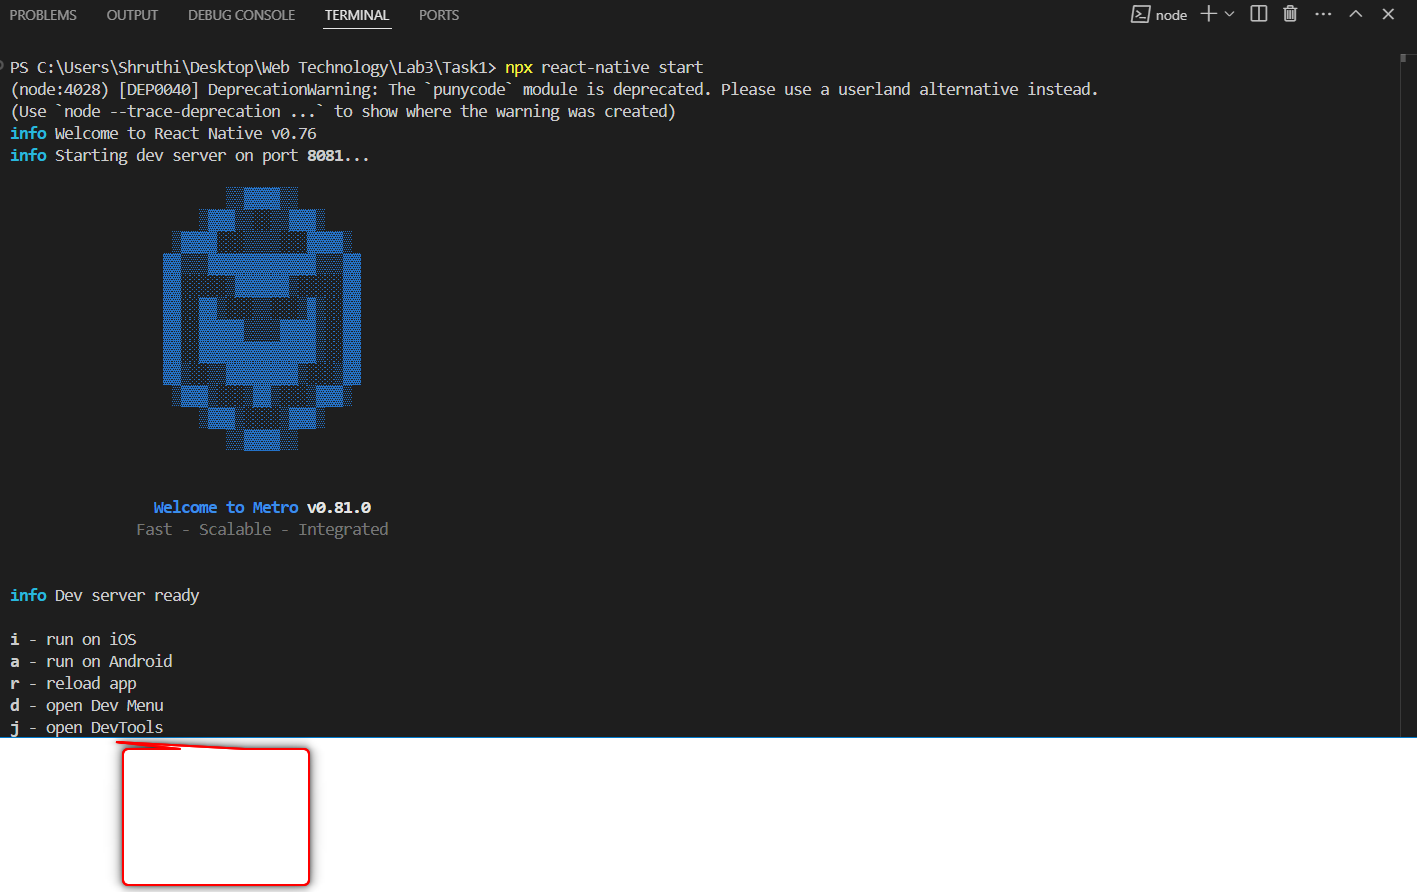 PROBLEMS OUTPUT DEBUG CONSOLE TERMINAL PORTS node
PS C:\Users\Shruthi\Desktop\Web Technology\Lab3\Task1> npx react-native start
(node:4028) [DEP0040] DeprecationWarning: The `punycode` module is deprecated. Please use a userland alternative instead.
(Use `node --trace-deprecation ...` to show where the warning was created)
info Welcome to React Native v0.76
info Starting dev server on port 8081...
Welcome to Metro v0.81.0
Fast - Scalable - Integrated
info Dev server ready
i - run on iOS
a - run on Android
r - reload app
d - open Dev Menu
j - open DevTools